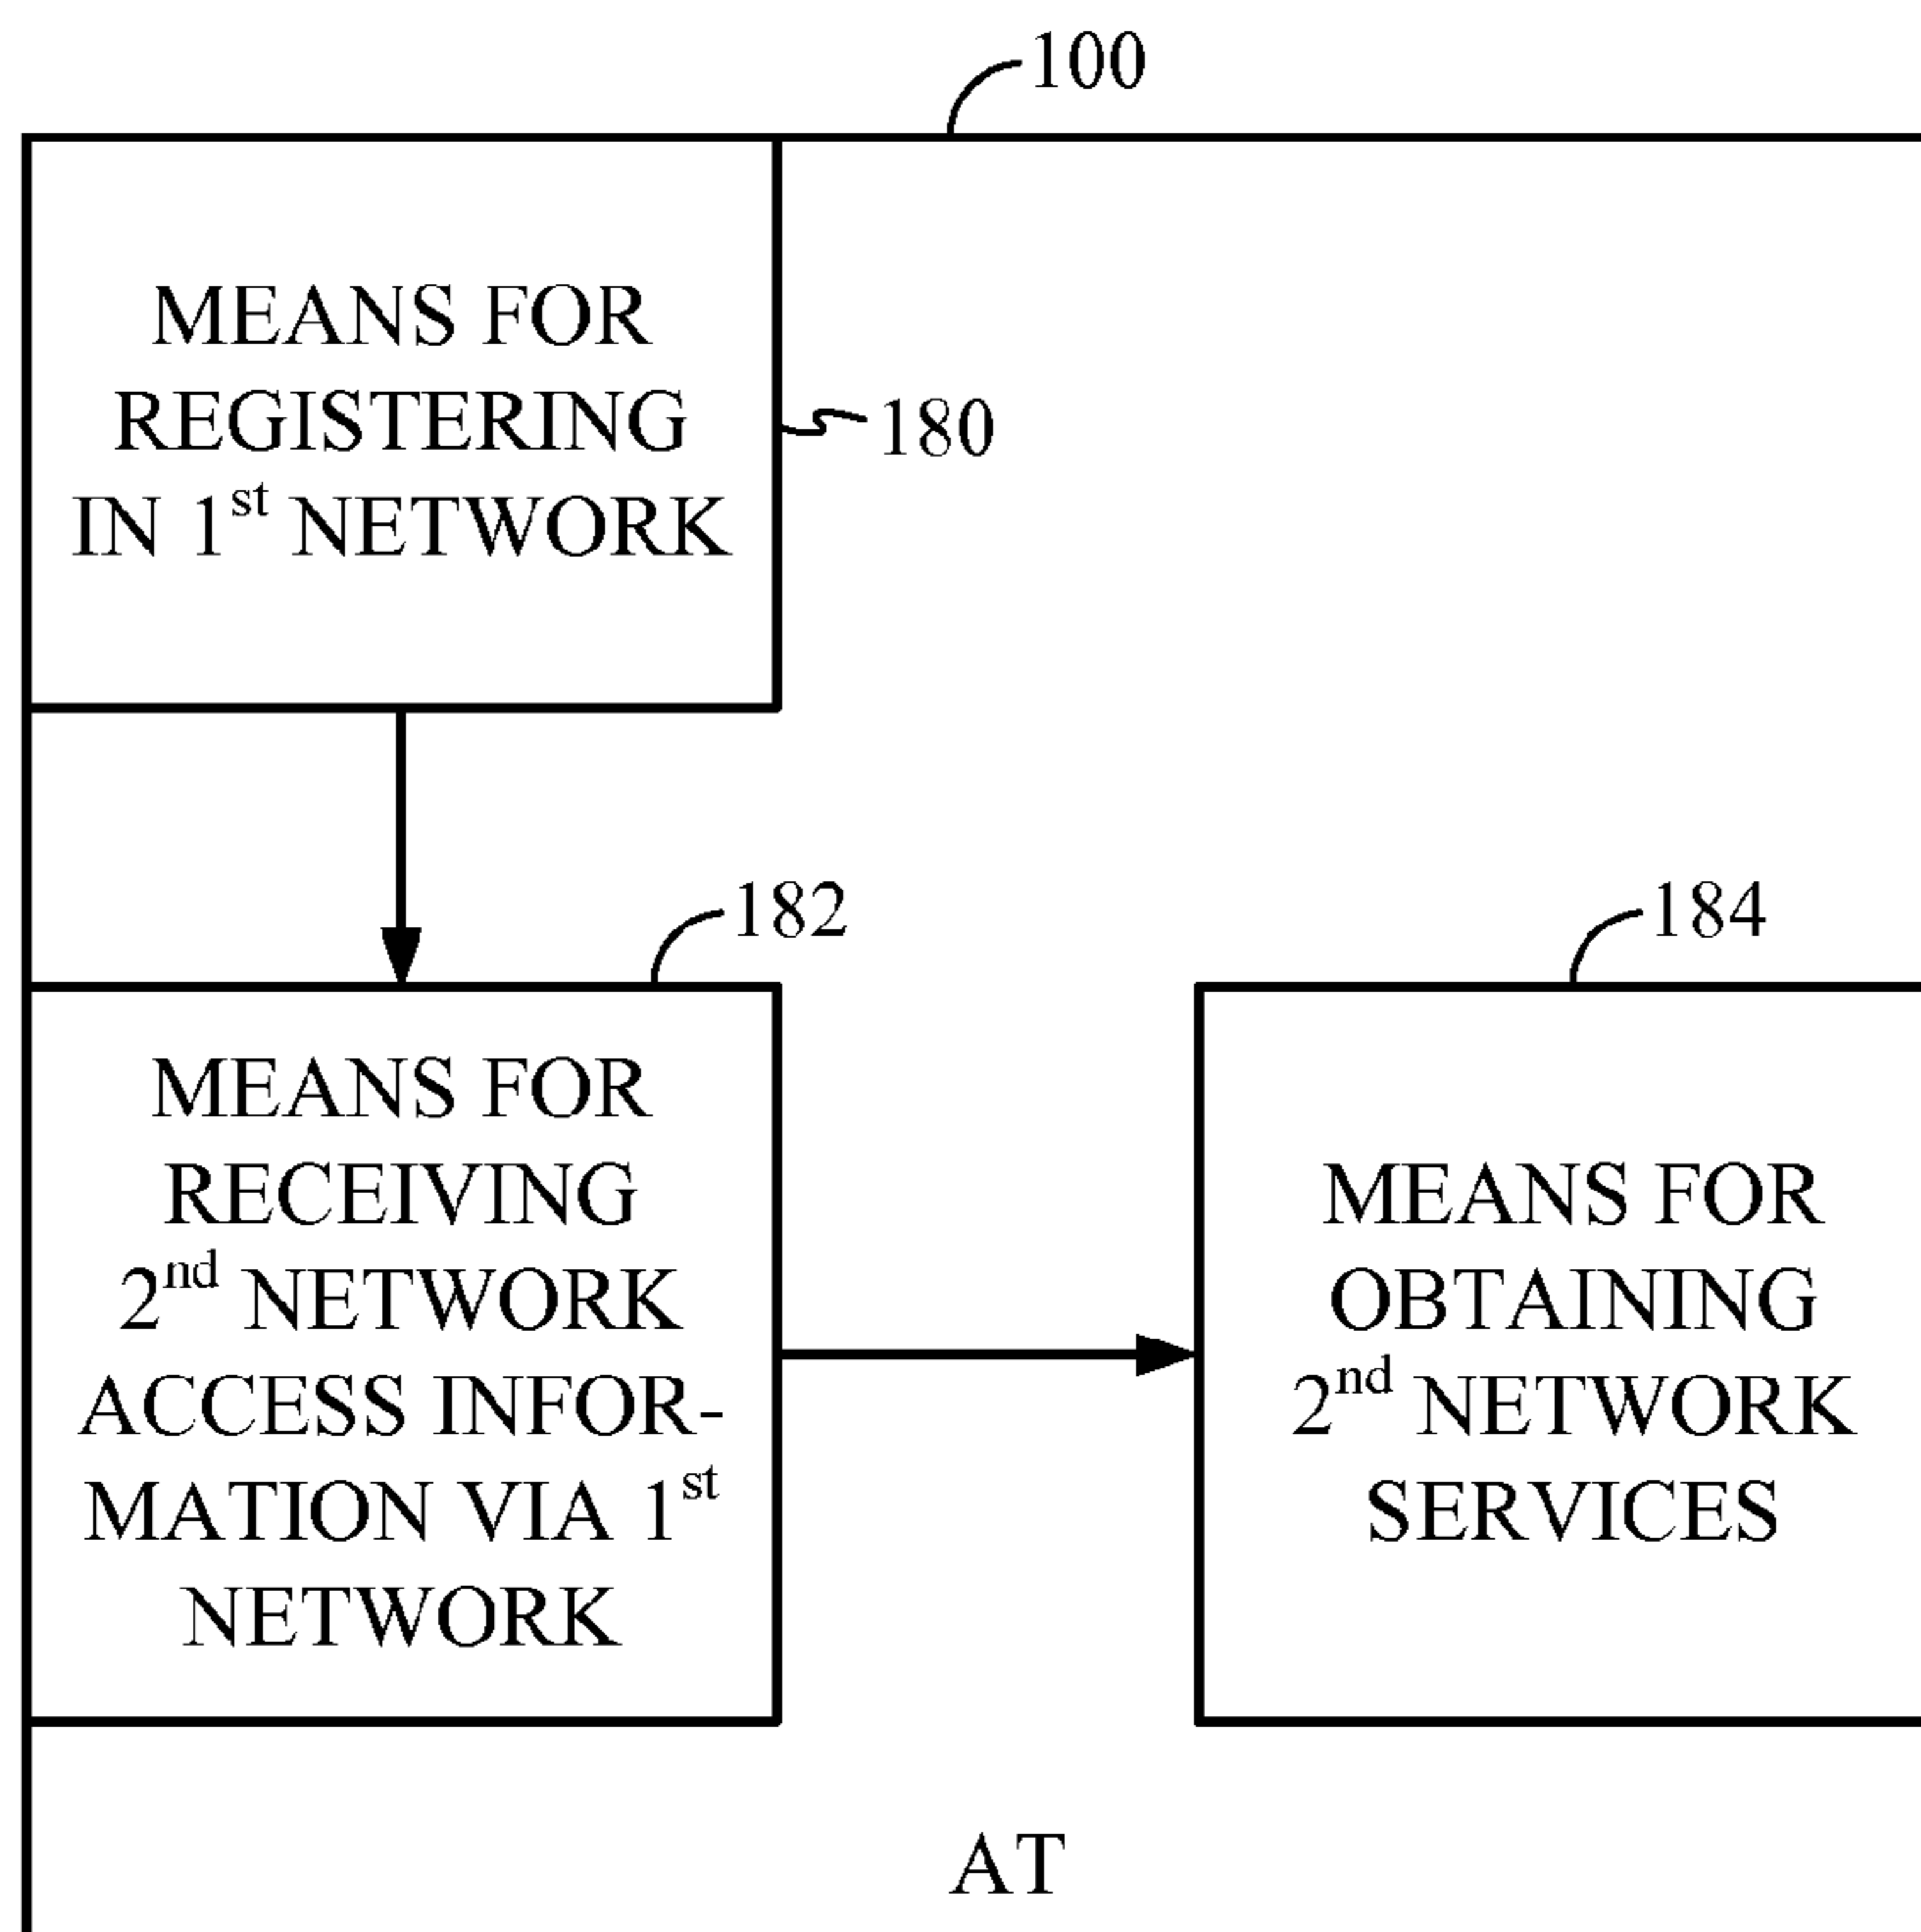 100
MEANS FOR
REGISTERING
IN 1st NETWORK
180
182
184
MEANS FOR
RECEIVING
2nd NETWORK
ACCESS INFOR-
MATION VIA 1st
NETWORK
MEANS FOR
OBTAINING
2nd NETWORK
SERVICES
AT